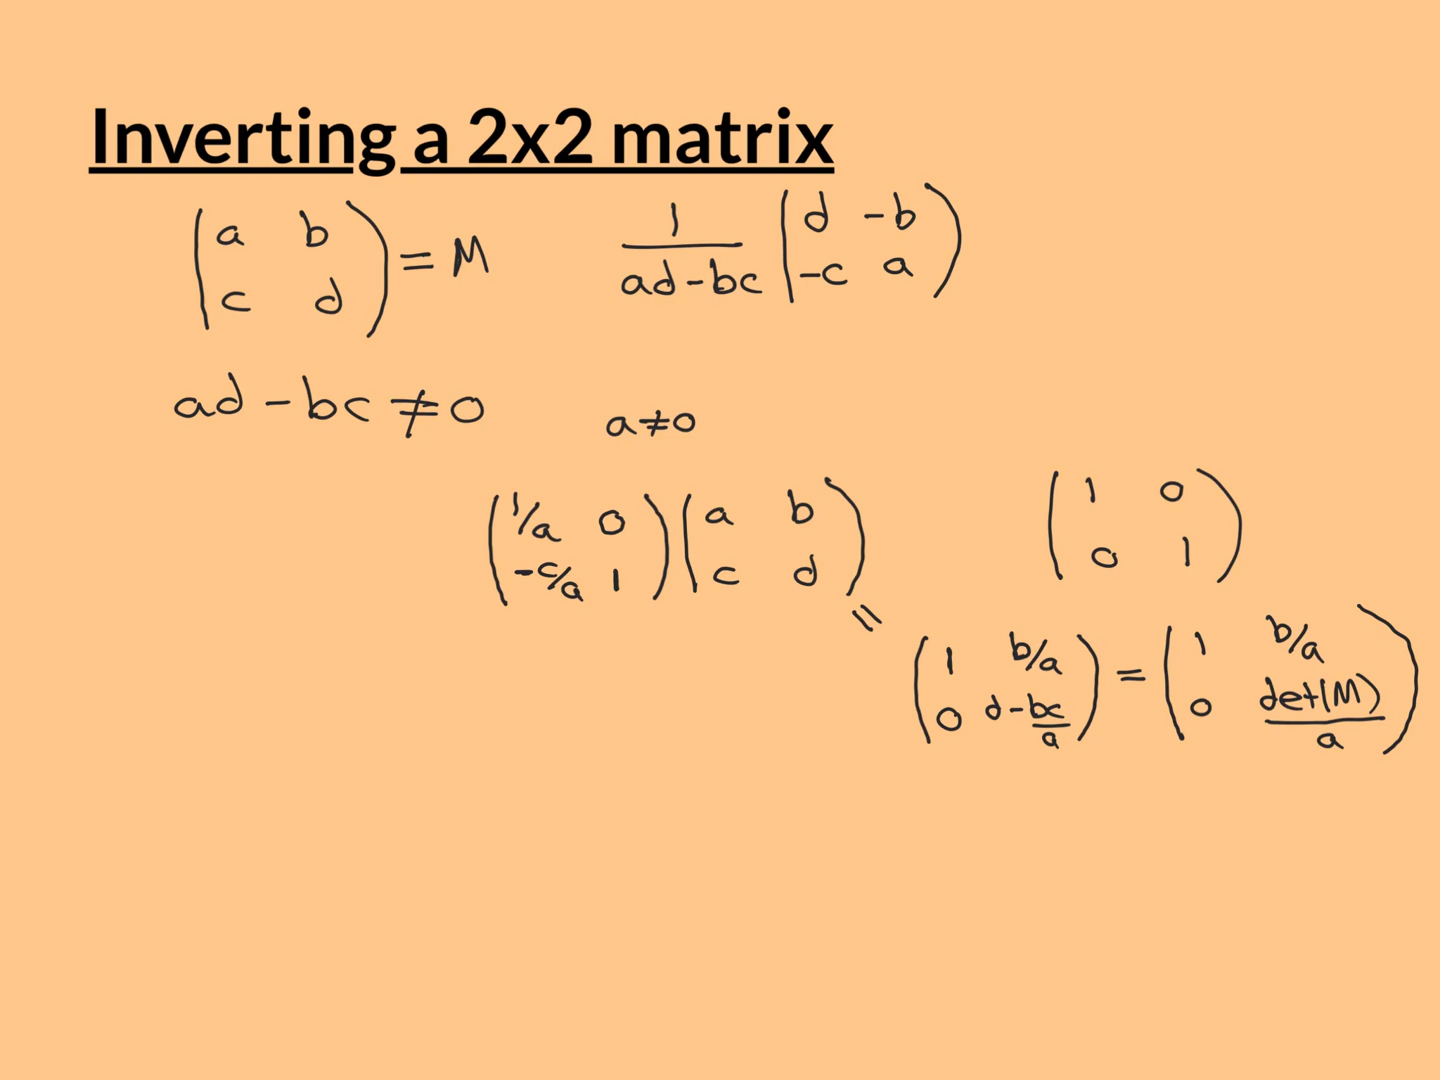 Inverting a 2x2 matrix
(a b
c d) = M
1/(ad-bc) (d -b
-c a)
ad - bc ≠ 0
a ≠ 0
(1/a 0
-c/a 1)(a b
c d)
(1 0
0 1)
= (1 b/a
0 d - bc/a) = (1 b/a
0 det(M)/a)